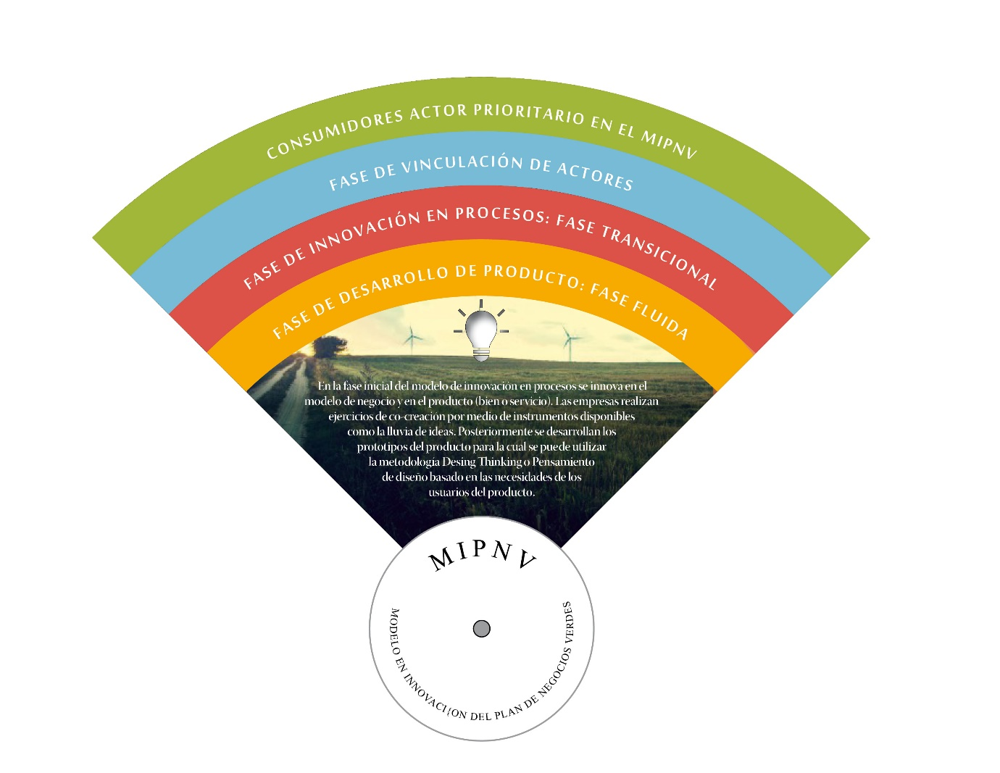 CONSUMIDORES ACTOR PRIORITARIO EN EL MIPNV
FASE DE VINCULACIÓN DE ACTORES
FASE DE INNOVACIÓN EN PROCESOS: FASE TRANSICIONAL
FASE DE DESARROLLO DE PRODUCTO: FASE FLUIDA
En la fase inicial del modelo de innovación en procesos se innova en el
modelo de negocio y en el producto (bien o servicio). Las empresas realizan
ejercicios de co-creación por medio de instrumentos disponibles
como la lluvia de ideas. Posteriormente se desarrollan los
prototipos del producto para la cual se puede utilizar
la metodología Desing Thinking o Pensamiento
de diseño basado en las necesidades de los
usuarios del producto.
MIPNV
MODELO EN INNOVACI{ON DEL PLAN DE NEGOCIOS VERDES